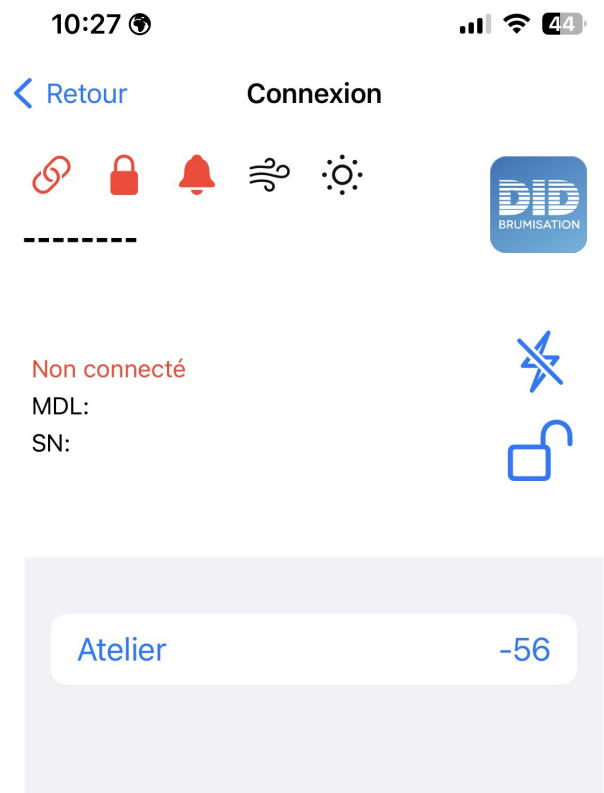 10:27 44
Retour Connexion
DID
BRUMISATION
--------
Non connecté
MDL:
SN:
Atelier -56